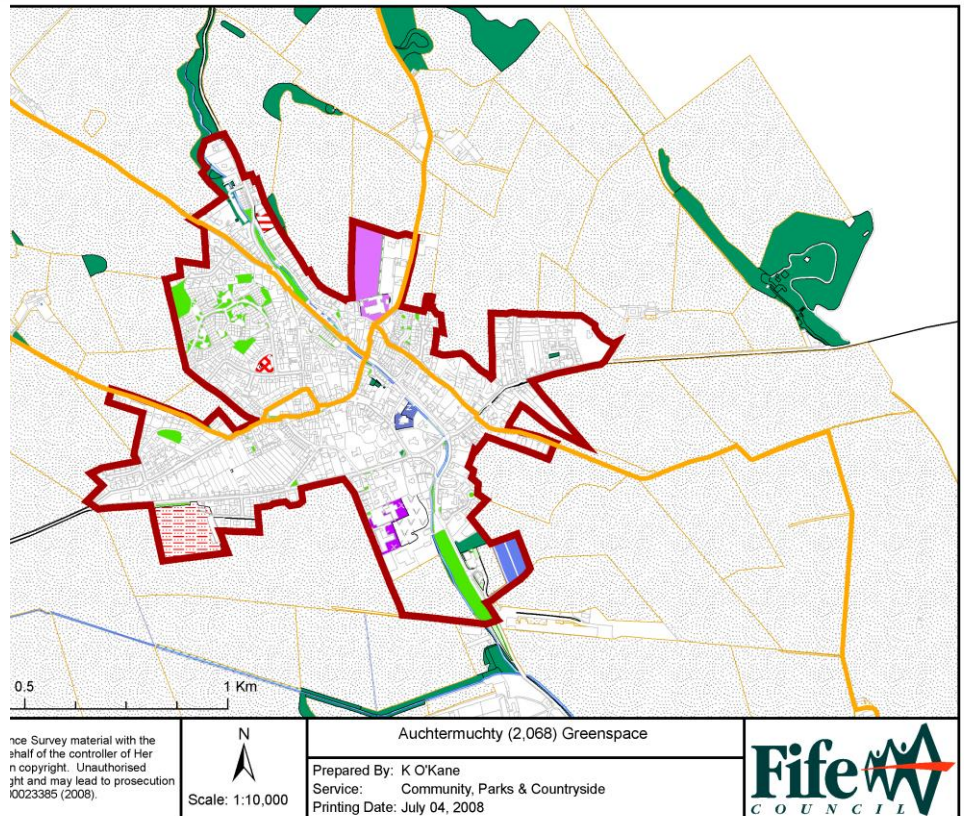 0.5 1 Km
nce Survey material with the
ehalf of the controller of Her
n copyright. Unauthorised
ght and may lead to prosecution
00023385 (2008).
N
Scale: 1:10,000
Auchtermuchty (2,068) Greenspace
Prepared By: K O'Kane
Service: Community, Parks & Countryside
Printing Date: July 04, 2008
Fife
COUNCIL